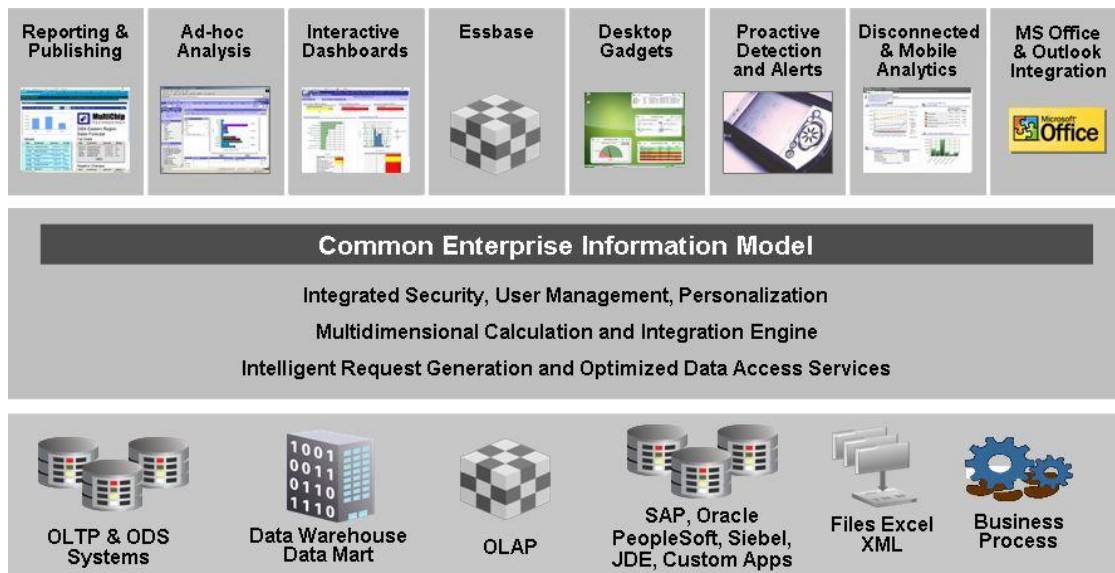 Reporting &
Publishing
Ad-hoc
Analysis
Interactive
Dashboards
Essbase
Desktop
Gadgets
Proactive
Detection
and Alerts
Disconnected
& Mobile
Analytics
MS Office
& Outlook
Integration
MultiChip
Microsoft
Office
Common Enterprise Information Model
Integrated Security, User Management, Personalization
Multidimensional Calculation and Integration Engine
Intelligent Request Generation and Optimized Data Access Services
1001
0011
0110
1110
OLTP & ODS
Systems
Data Warehouse
Data Mart
OLAP
SAP, Oracle
PeopleSoft, Siebel,
JDE, Custom Apps
Files Excel
XML
Business
Process